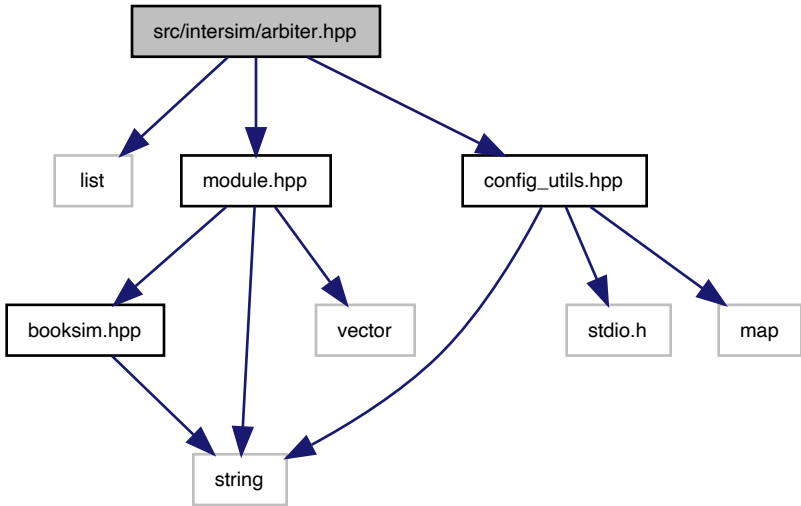 src/intersim/arbiter.hpp
list
module.hpp
config_utils.hpp
booksim.hpp
vector
stdio.h
map
string